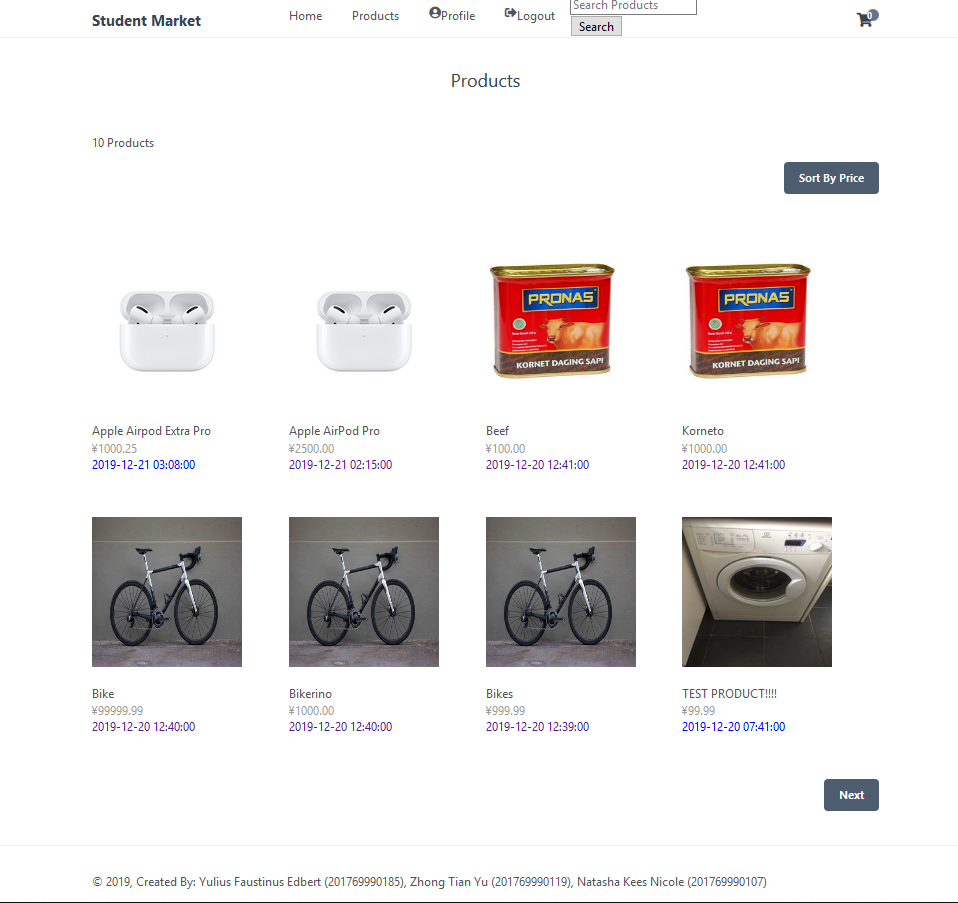 Student Market
Home
Products
Profile
Logout
Search Products
Search
0
Products
10 Products
Sort By Price
PRONAS
KORNET DAGING SAPI
PRONAS
KORNET DAGING SAPI
Apple Airpod Extra Pro
¥1000.25
2019-12-21 03:08:00
Apple AirPod Pro
¥2500.00
2019-12-21 02:15:00
Beef
¥100.00
2019-12-20 12:41:00
Korneto
¥1000.00
2019-12-20 12:41:00
Bike
¥99999.99
2019-12-20 12:40:00
Bikerino
¥1000.00
2019-12-20 12:40:00
Bikes
¥999.99
2019-12-20 12:39:00
TEST PRODUCT!!!!
¥99.99
2019-12-20 07:41:00
Next
© 2019, Created By: Yulius Faustinus Edbert (201769990185), Zhong Tian Yu (201769990119), Natasha Kees Nicole (201769990107)